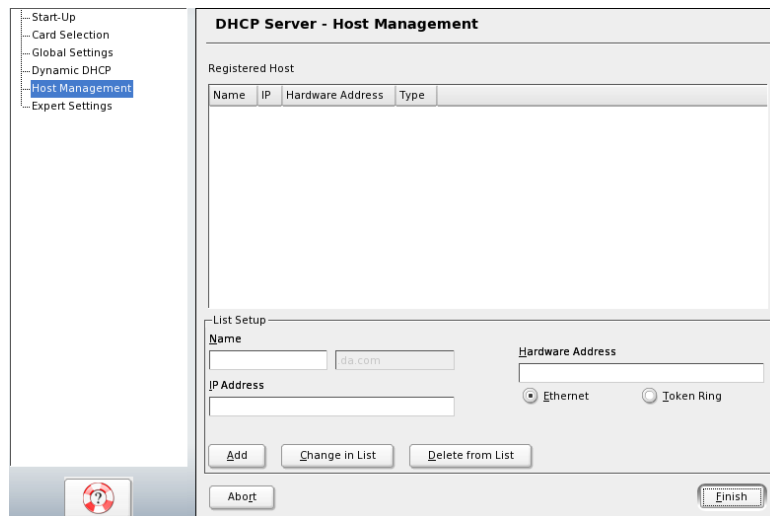 Start-Up
Card Selection
Global Settings
Dynamic DHCP
Host Management
Expert Settings
DHCP Server - Host Management
Registered Host
Name IP Hardware Address Type
List Setup
Name
da.com
Hardware Address
IP Address
Ethernet Token Ring
Add Change in List Delete from List
?
Abort Finish